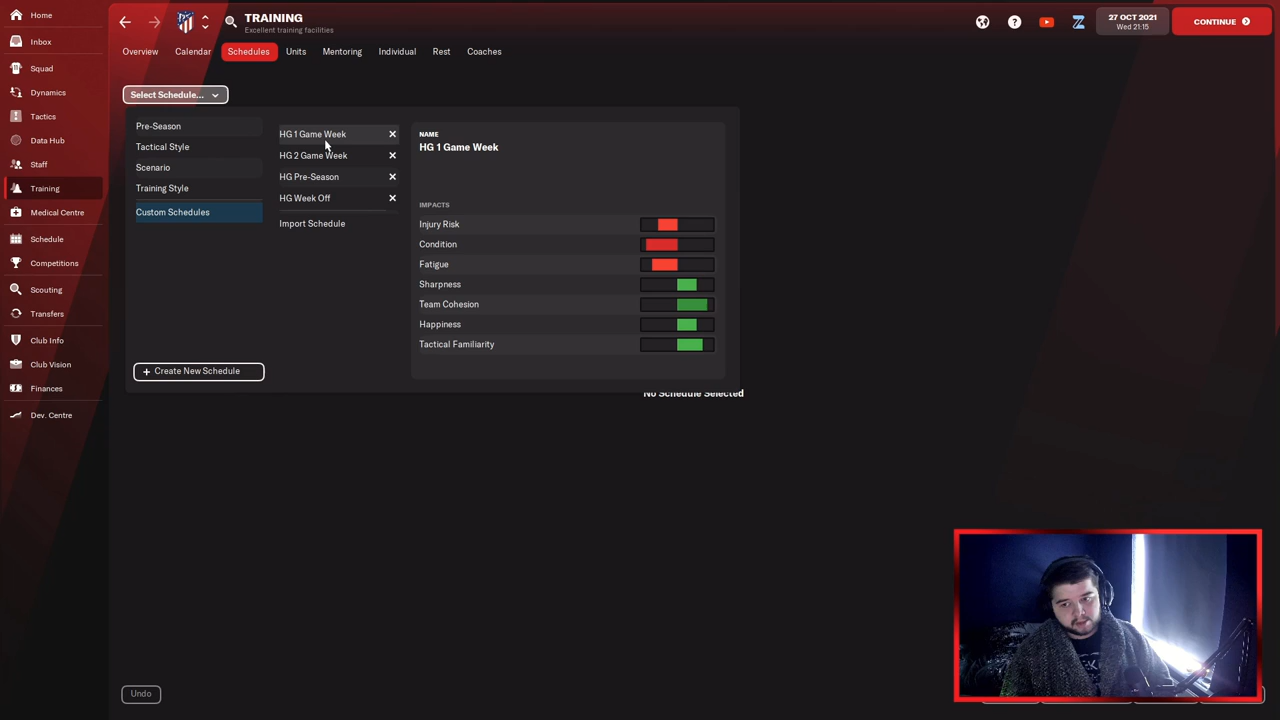 Home
Inbox
Squad
Dynamics
Tactics
Data Hub
Staff
Training
Medical Centre
Schedule
Competitions
Scouting
Transfers
Club Info
Club Vision
Finances
Dev. Centre
TRAINING
Excellent training facilities
27 OCT 2021
Wed 21:15
CONTINUE
Overview
Calendar
Schedules
Units
Mentoring
Individual
Rest
Coaches
Select Schedule...
Pre-Season
Tactical Style
Scenario
Training Style
Custom Schedules
+ Create New Schedule
HG 1 Game Week
HG 2 Game Week
HG Pre-Season
HG Week Off
Import Schedule
NAME
HG 1 Game Week
IMPACTS
Injury Risk
Condition
Fatigue
Sharpness
Team Cohesion
Happiness
Tactical Familiarity
No Schedule Selected
Undo